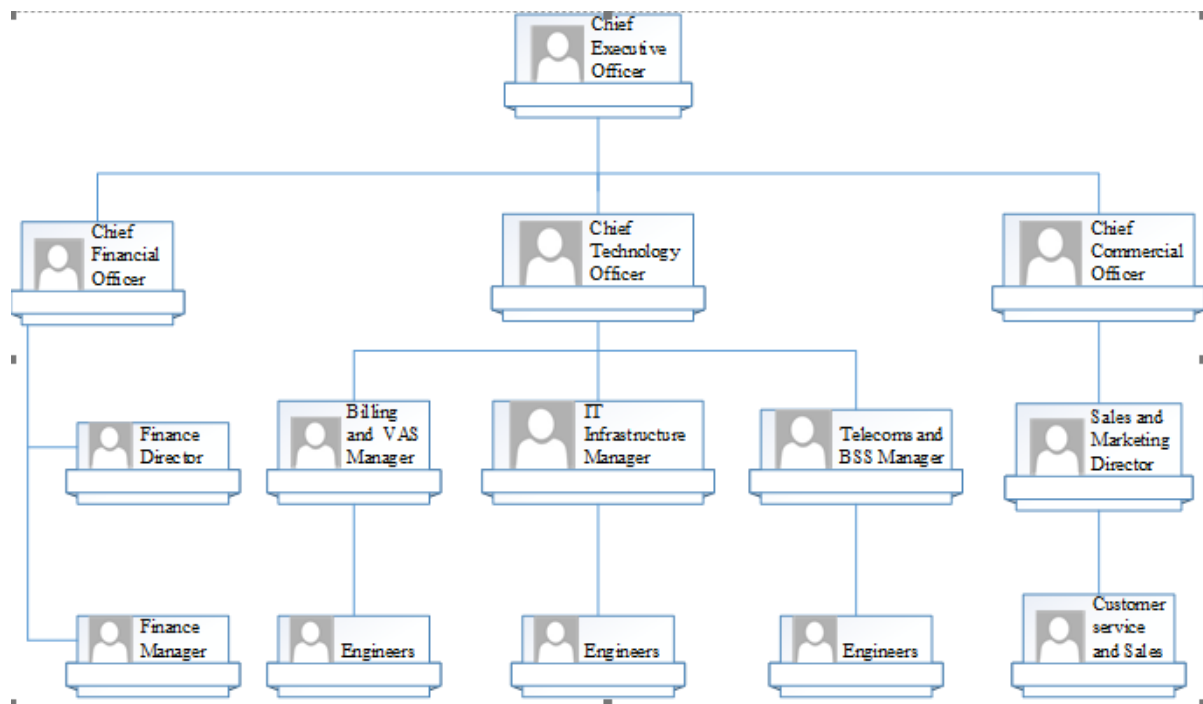 Chief
Executive
Officer
Chief
Financial
Officer
Chief
Technology
Officer
Chief
Commercial
Officer
Finance
Director
Billing
and VAS
Manager
IT
Infrastructure
Manager
Telecoms and
BSS Manager
Sales and
Marketing
Director
Finance
Manager
Engineers
Engineers
Engineers
Customer
service
and Sales